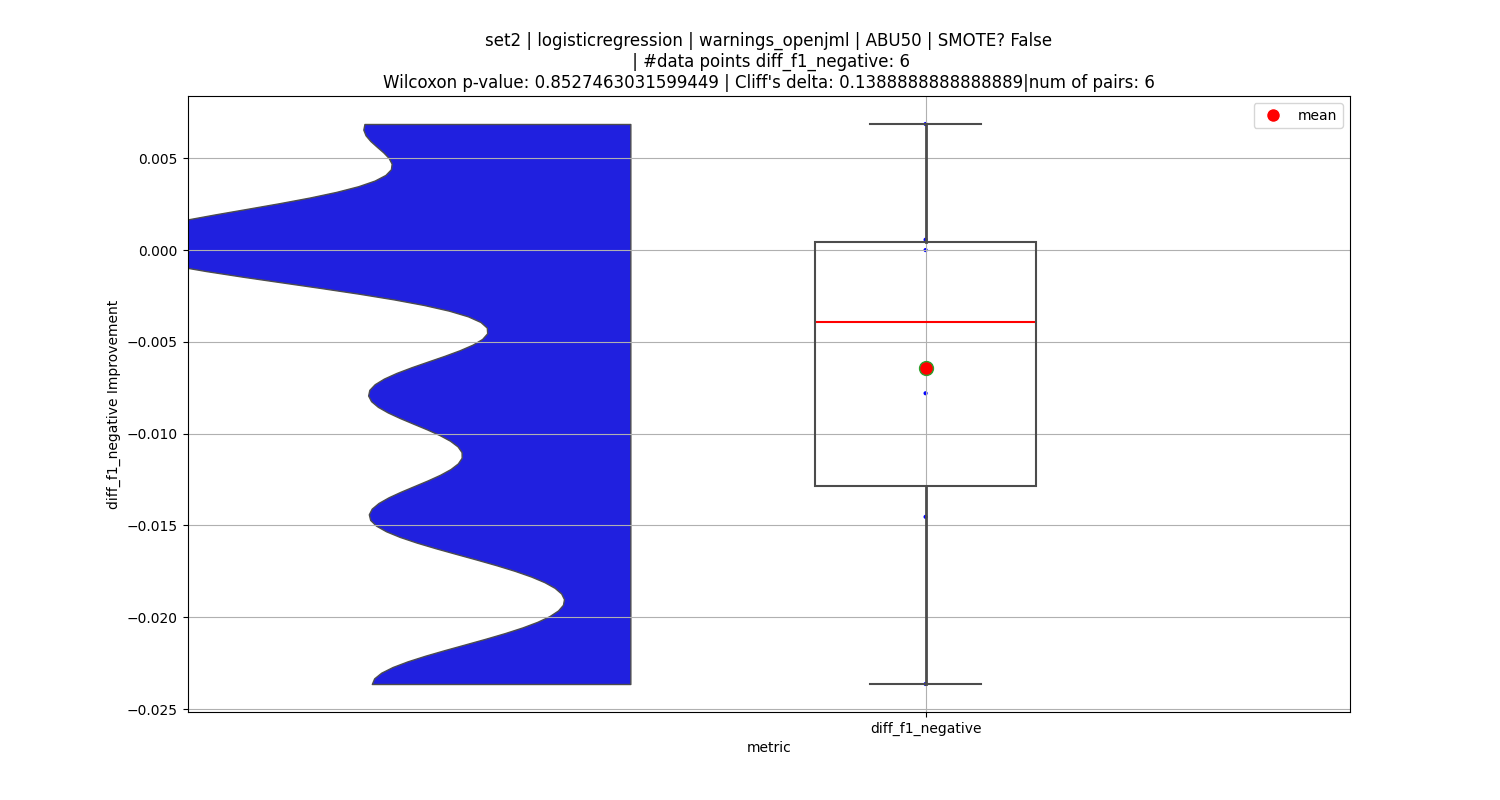 set2 | logisticregression | warnings_openjml | ABU50 | SMOTE? False
| #data points diff_f1_negative: 6
Wilcoxon p-value: 0.8527463031599449 | Cliff's delta: 0.1388888888888889|num of pairs: 6
mean
0.005
0.000
−0.005
−0.010
−0.015
−0.020
−0.025
diff_f1_negative Improvement
diff_f1_negative
metric